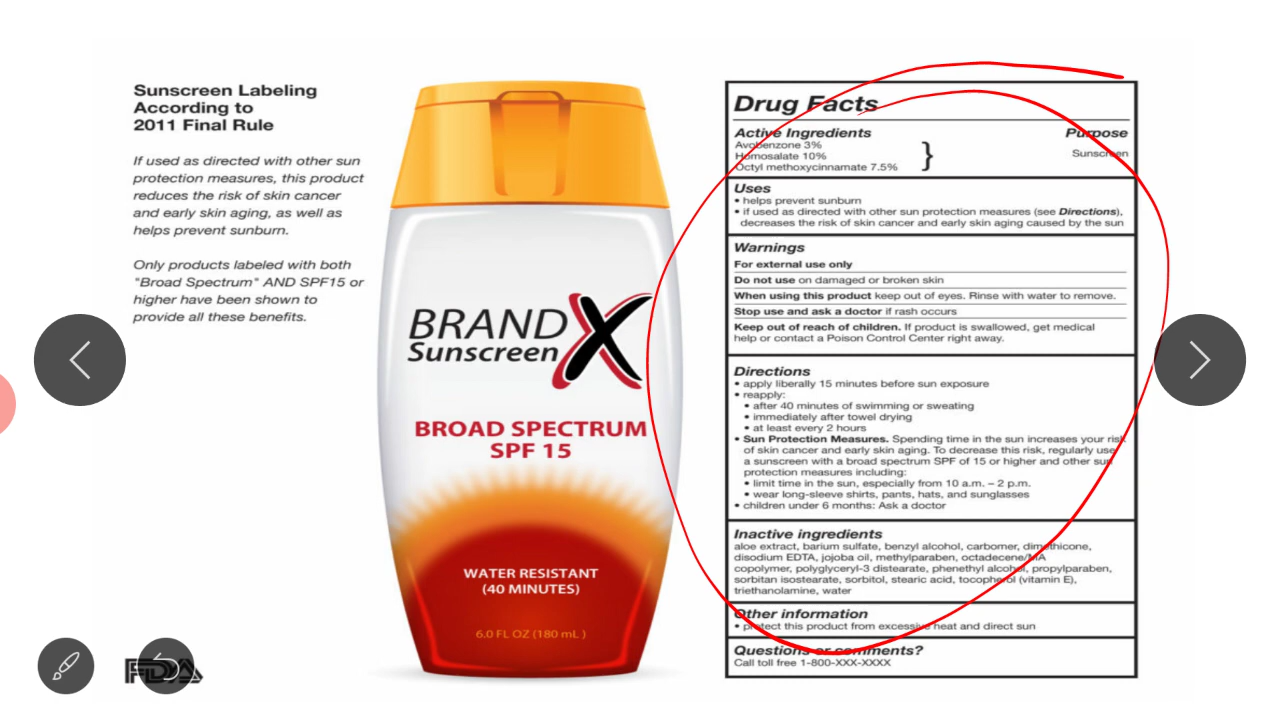 Sunscreen Labeling
According to
2011 Final Rule
If used as directed with other sun
protection measures, this product
reduces the risk of skin cancer
and early skin aging, as well as
helps prevent sunburn.
Only products labeled with both
"Broad Spectrum" AND SPF15 or
higher have been shown to
provide all these benefits.
FDA
BRAND X
Sunscreen
BROAD SPECTRUM
SPF 15
WATER RESISTANT
(40 MINUTES)
6.0 FL OZ (180 mL)
Drug Facts
Active Ingredients Purpose
Avobenzone 3%
Homosalate 10% } Sunscreen
Octyl methoxycinnamate 7.5%
Uses
• helps prevent sunburn
• if used as directed with other sun protection measures (see Directions),
decreases the risk of skin cancer and early skin aging caused by the sun
Warnings
For external use only
Do not use on damaged or broken skin
When using this product keep out of eyes. Rinse with water to remove.
Stop use and ask a doctor if rash occurs
Keep out of reach of children. If product is swallowed, get medical
help or contact a Poison Control Center right away.
Directions
• apply liberally 15 minutes before sun exposure
• reapply:
• after 40 minutes of swimming or sweating
• immediately after towel drying
• at least every 2 hours
• Sun Protection Measures. Spending time in the sun increases your risk
of skin cancer and early skin aging. To decrease this risk, regularly use
a sunscreen with a broad spectrum SPF of 15 or higher and other sun
protection measures including:
• limit time in the sun, especially from 10 a.m. – 2 p.m.
• wear long-sleeve shirts, pants, hats, and sunglasses
• children under 6 months: Ask a doctor
Inactive ingredients
aloe extract, barium sulfate, benzyl alcohol, carbomer, dimethicone,
disodium EDTA, jojoba oil, methylparaben, octadecene/MA
copolymer, polyglyceryl-3 distearate, phenethyl alcohol, propylparaben,
sorbitan isostearate, sorbitol, stearic acid, tocopherol (vitamin E),
triethanolamine, water
Other information
• protect this product from excessive heat and direct sun
Questions or comments?
Call toll free 1-800-XXX-XXXX